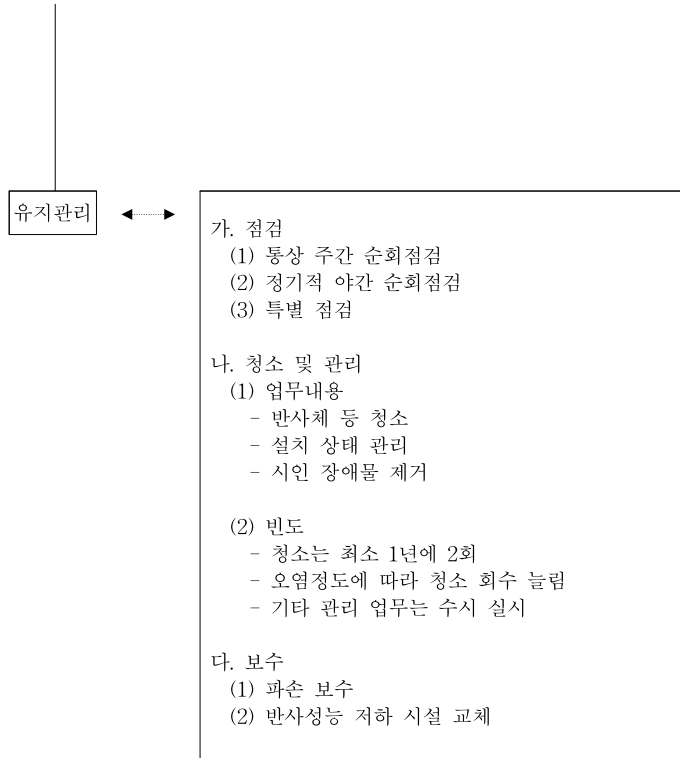 유지관리
가. 점검
(1) 통상 주간 순회점검
(2) 정기적 야간 순회점검
(3) 특별 점검
나. 청소 및 관리
(1) 업무내용
- 반사체 등 청소
- 설치 상태 관리
- 시인 장애물 제거
(2) 빈도
- 청소는 최소 1년에 2회
- 오염정도에 따라 청소 회수 늘림
- 기타 관리 업무는 수시 실시
다. 보수
(1) 파손 보수
(2) 반사성능 저하 시설 교체